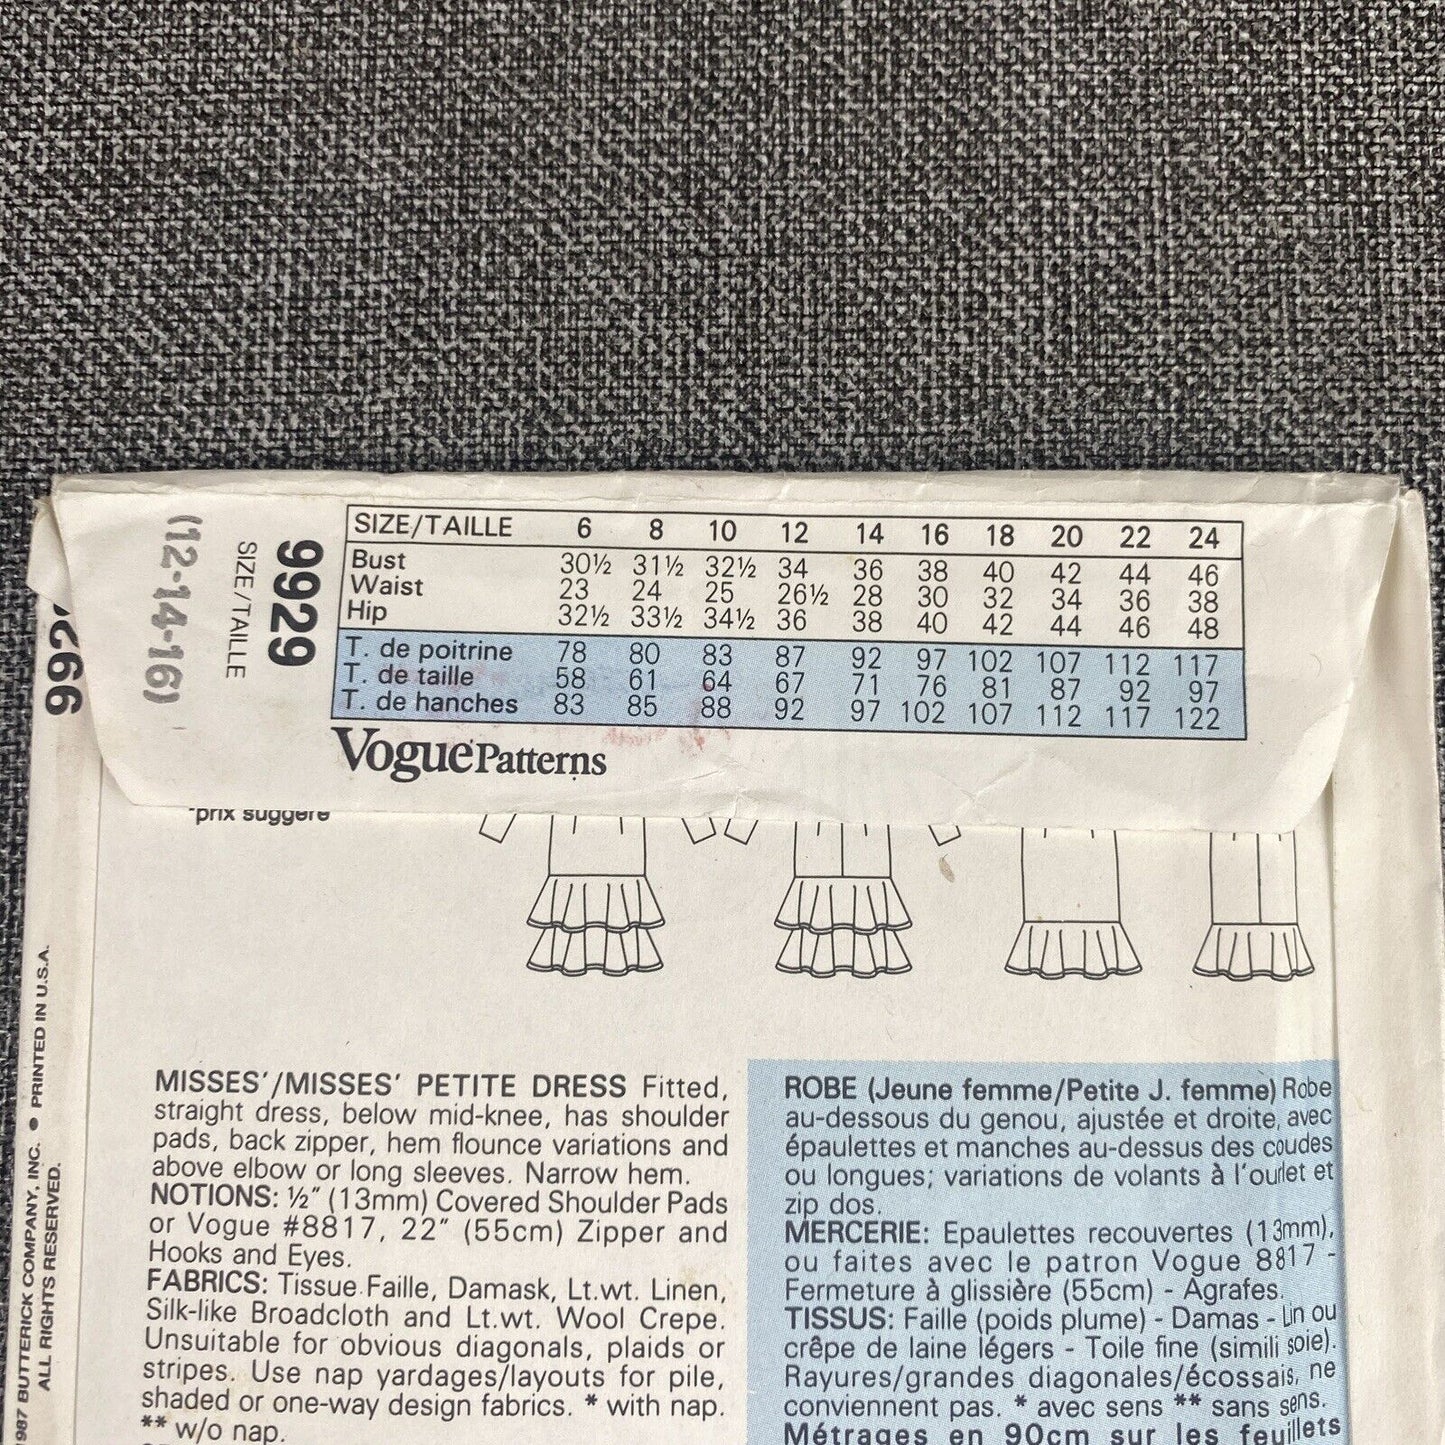 SIZE/TAILLE 6 8 10 12 14 16 18 20 22 24
Bust 30½ 31½ 32½ 34 36 38 40 42 44 46
Waist 23 24 25 26½ 28 30 32 34 36 38
Hip 32½ 33½ 34½ 36 38 40 42 44 46 48
T. de poitrine 78 80 83 87 92 97 102 107 112 117
T. de taille 58 61 64 67 71 76 81 87 92 97
T. de hanches 83 85 88 92 97 102 107 112 117 122
Vogue Patterns
9929
SIZE/TAILLE
(12-14-16)
992
*prix suggéré
MISSES'/MISSES' PETITE DRESS Fitted,
straight dress, below mid-knee, has shoulder
pads, back zipper, hem flounce variations and
above elbow or long sleeves. Narrow hem.
NOTIONS: ½" (13mm) Covered Shoulder Pads
or Vogue #8817, 22" (55cm) Zipper and
Hooks and Eyes.
FABRICS: Tissue Faille, Damask, Lt.wt. Linen,
Silk-like Broadcloth and Lt.wt. Wool Crepe.
Unsuitable for obvious diagonals, plaids or
stripes. Use nap yardages/layouts for pile,
shaded or one-way design fabrics. * with nap.
** w/o nap.
ROBE (Jeune femme/Petite J. femme) Robe
au-dessous du genou, ajustée et droite, avec
épaulettes et manches au-dessus des coudes
ou longues; variations de volants à l'ourlet et
zip dos.
MERCERIE: Epaulettes recouvertes (13mm),
ou faites avec le patron Vogue 8817 -
Fermeture à glissière (55cm) - Agrafes.
TISSUS: Faille (poids plume) - Damas - Lin ou
crêpe de laine légers - Toile fine (simili soie).
Rayures/grandes diagonales/écossais, ne
conviennent pas. * avec sens ** sans sens.
Métrages en 90cm sur les feuillets
1987 BUTTERICK COMPANY, INC. ● PRINTED IN U.S.A.
ALL RIGHTS RESERVED.